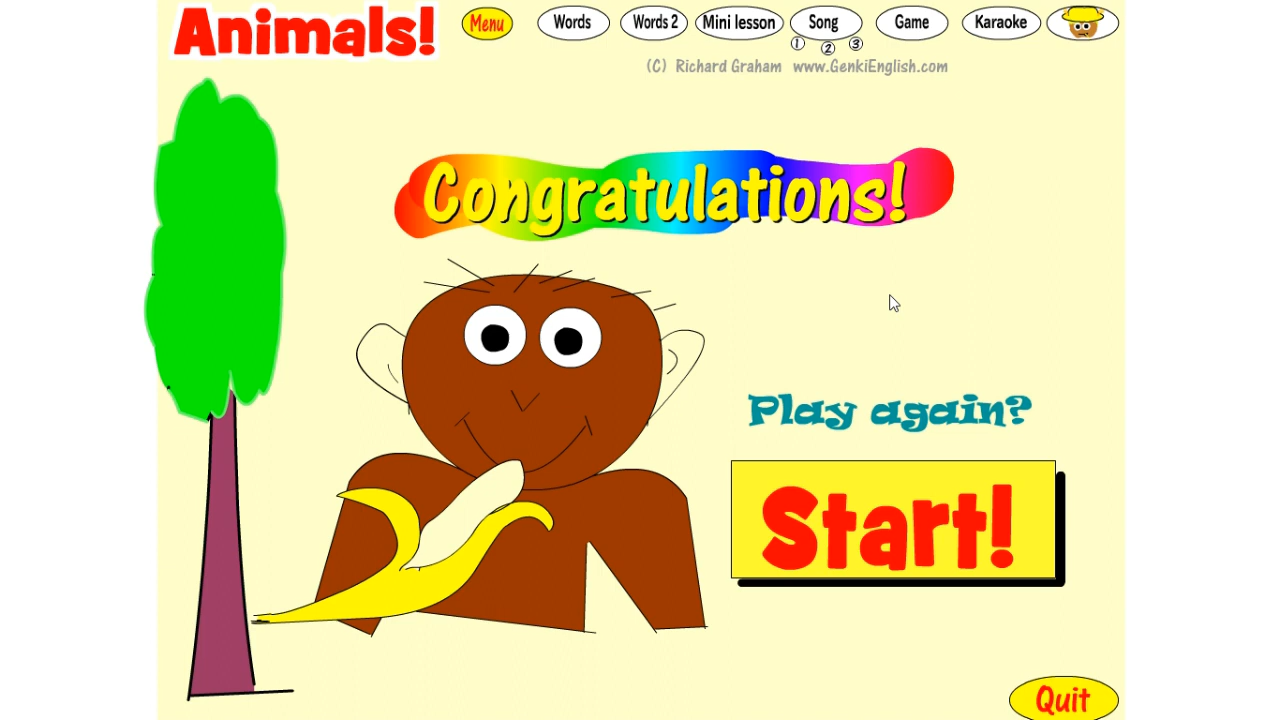 Animals!
Menu
Words
Words 2
Mini lesson
Song
Game
Karaoke
1
2
3
(C) Richard Graham www.GenkiEnglish.com
Congratulations!
Play again?
Start!
Quit